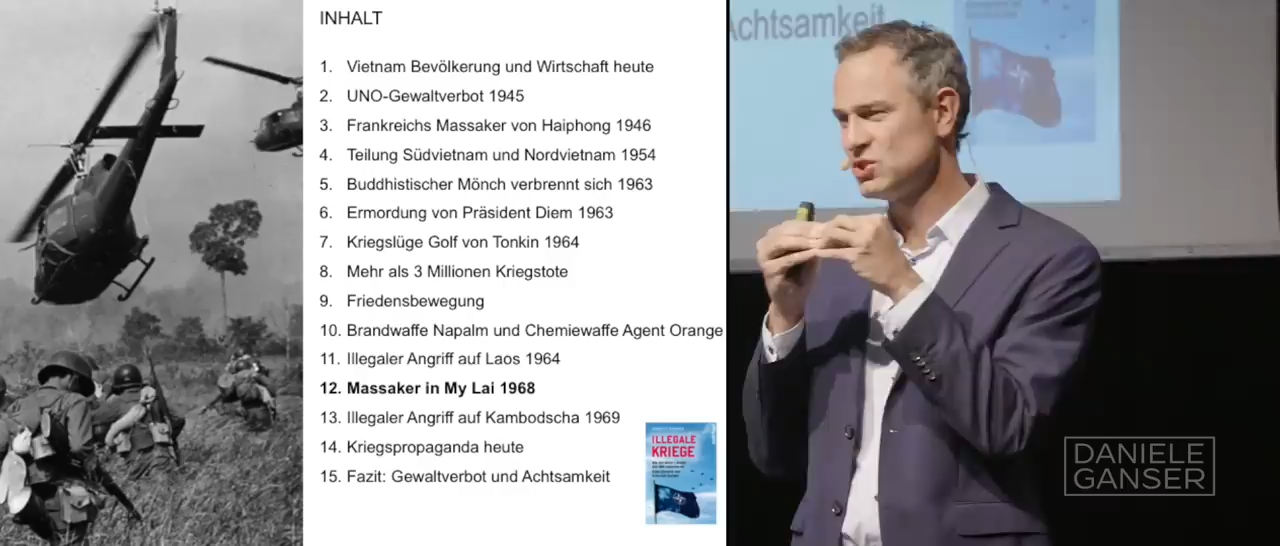 INHALT
1. Vietnam Bevölkerung und Wirtschaft heute
2. UNO-Gewaltverbot 1945
3. Frankreichs Massaker von Haiphong 1946
4. Teilung Südvietnam und Nordvietnam 1954
5. Buddhistischer Mönch verbrennt sich 1963
6. Ermordung von Präsident Diem 1963
7. Kriegslüge Golf von Tonkin 1964
8. Mehr als 3 Millionen Kriegstote
9. Friedensbewegung
10. Brandwaffe Napalm und Chemiewaffe Agent Orange
11. Illegaler Angriff auf Laos 1964
12. Massaker in My Lai 1968
13. Illegaler Angriff auf Kambodscha 1969
14. Kriegspropaganda heute
15. Fazit: Gewaltverbot und Achtsamkeit
ILLEGALE
KRIEGE
Achtsamkeit
DANIELE
GANSER